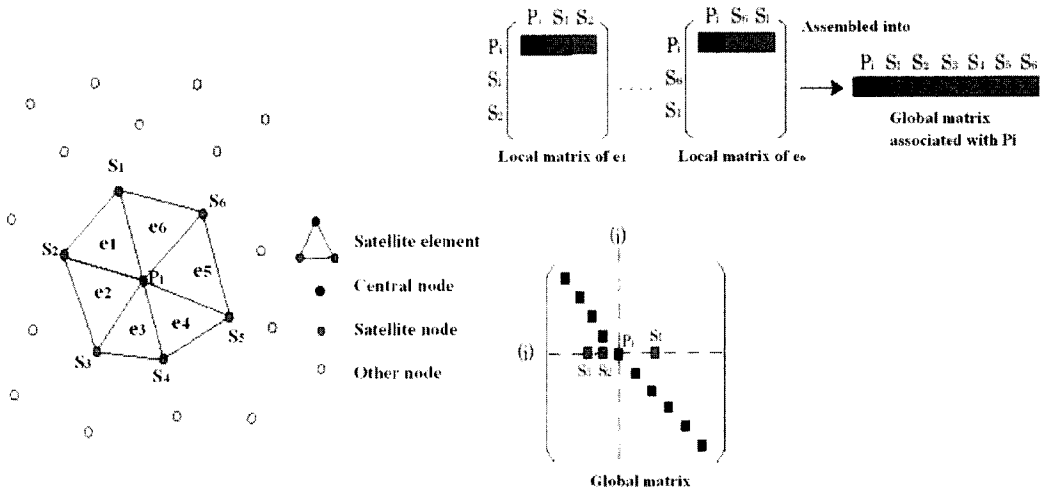 P₁ S₁ S₂
Pᵢ
S₁
S₂
Local matrix of e₁
. . . . .
Pᵢ S₆ S₁
Pᵢ
S₆
S₁
Local matrix of e₆
Assembled into
Pᵢ S₁ S₂ S₃ S₄ S₅ S₆
Global matrix
associated with Pi
S₁
S₆
S₂
e6
e1
e5
Pᵢ
e2
e3
e4
S₅
S₃
S₄
Satellite element
Central node
Satellite node
Other node
(j)
(j)
Pᵢ
S₂
Global matrix